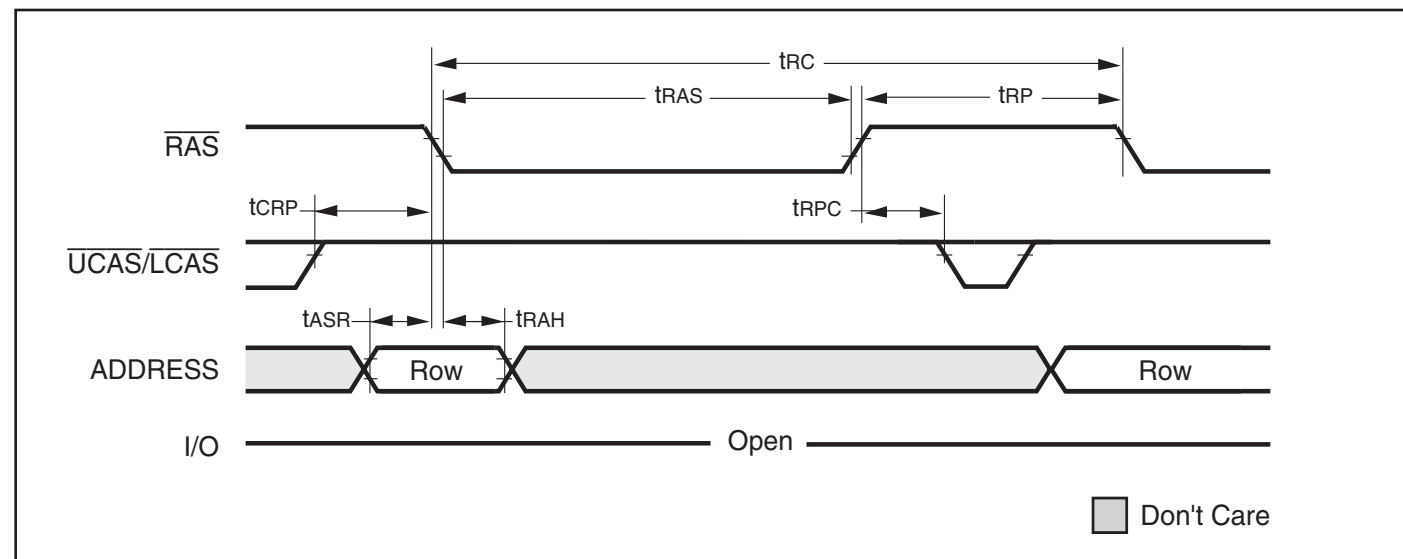 tRC
tRAS
tRP
RAS
tCRP
tRPC
UCAS/LCAS
tASR
tRAH
ADDRESS
Row
Row
I/O
Open
Don't Care